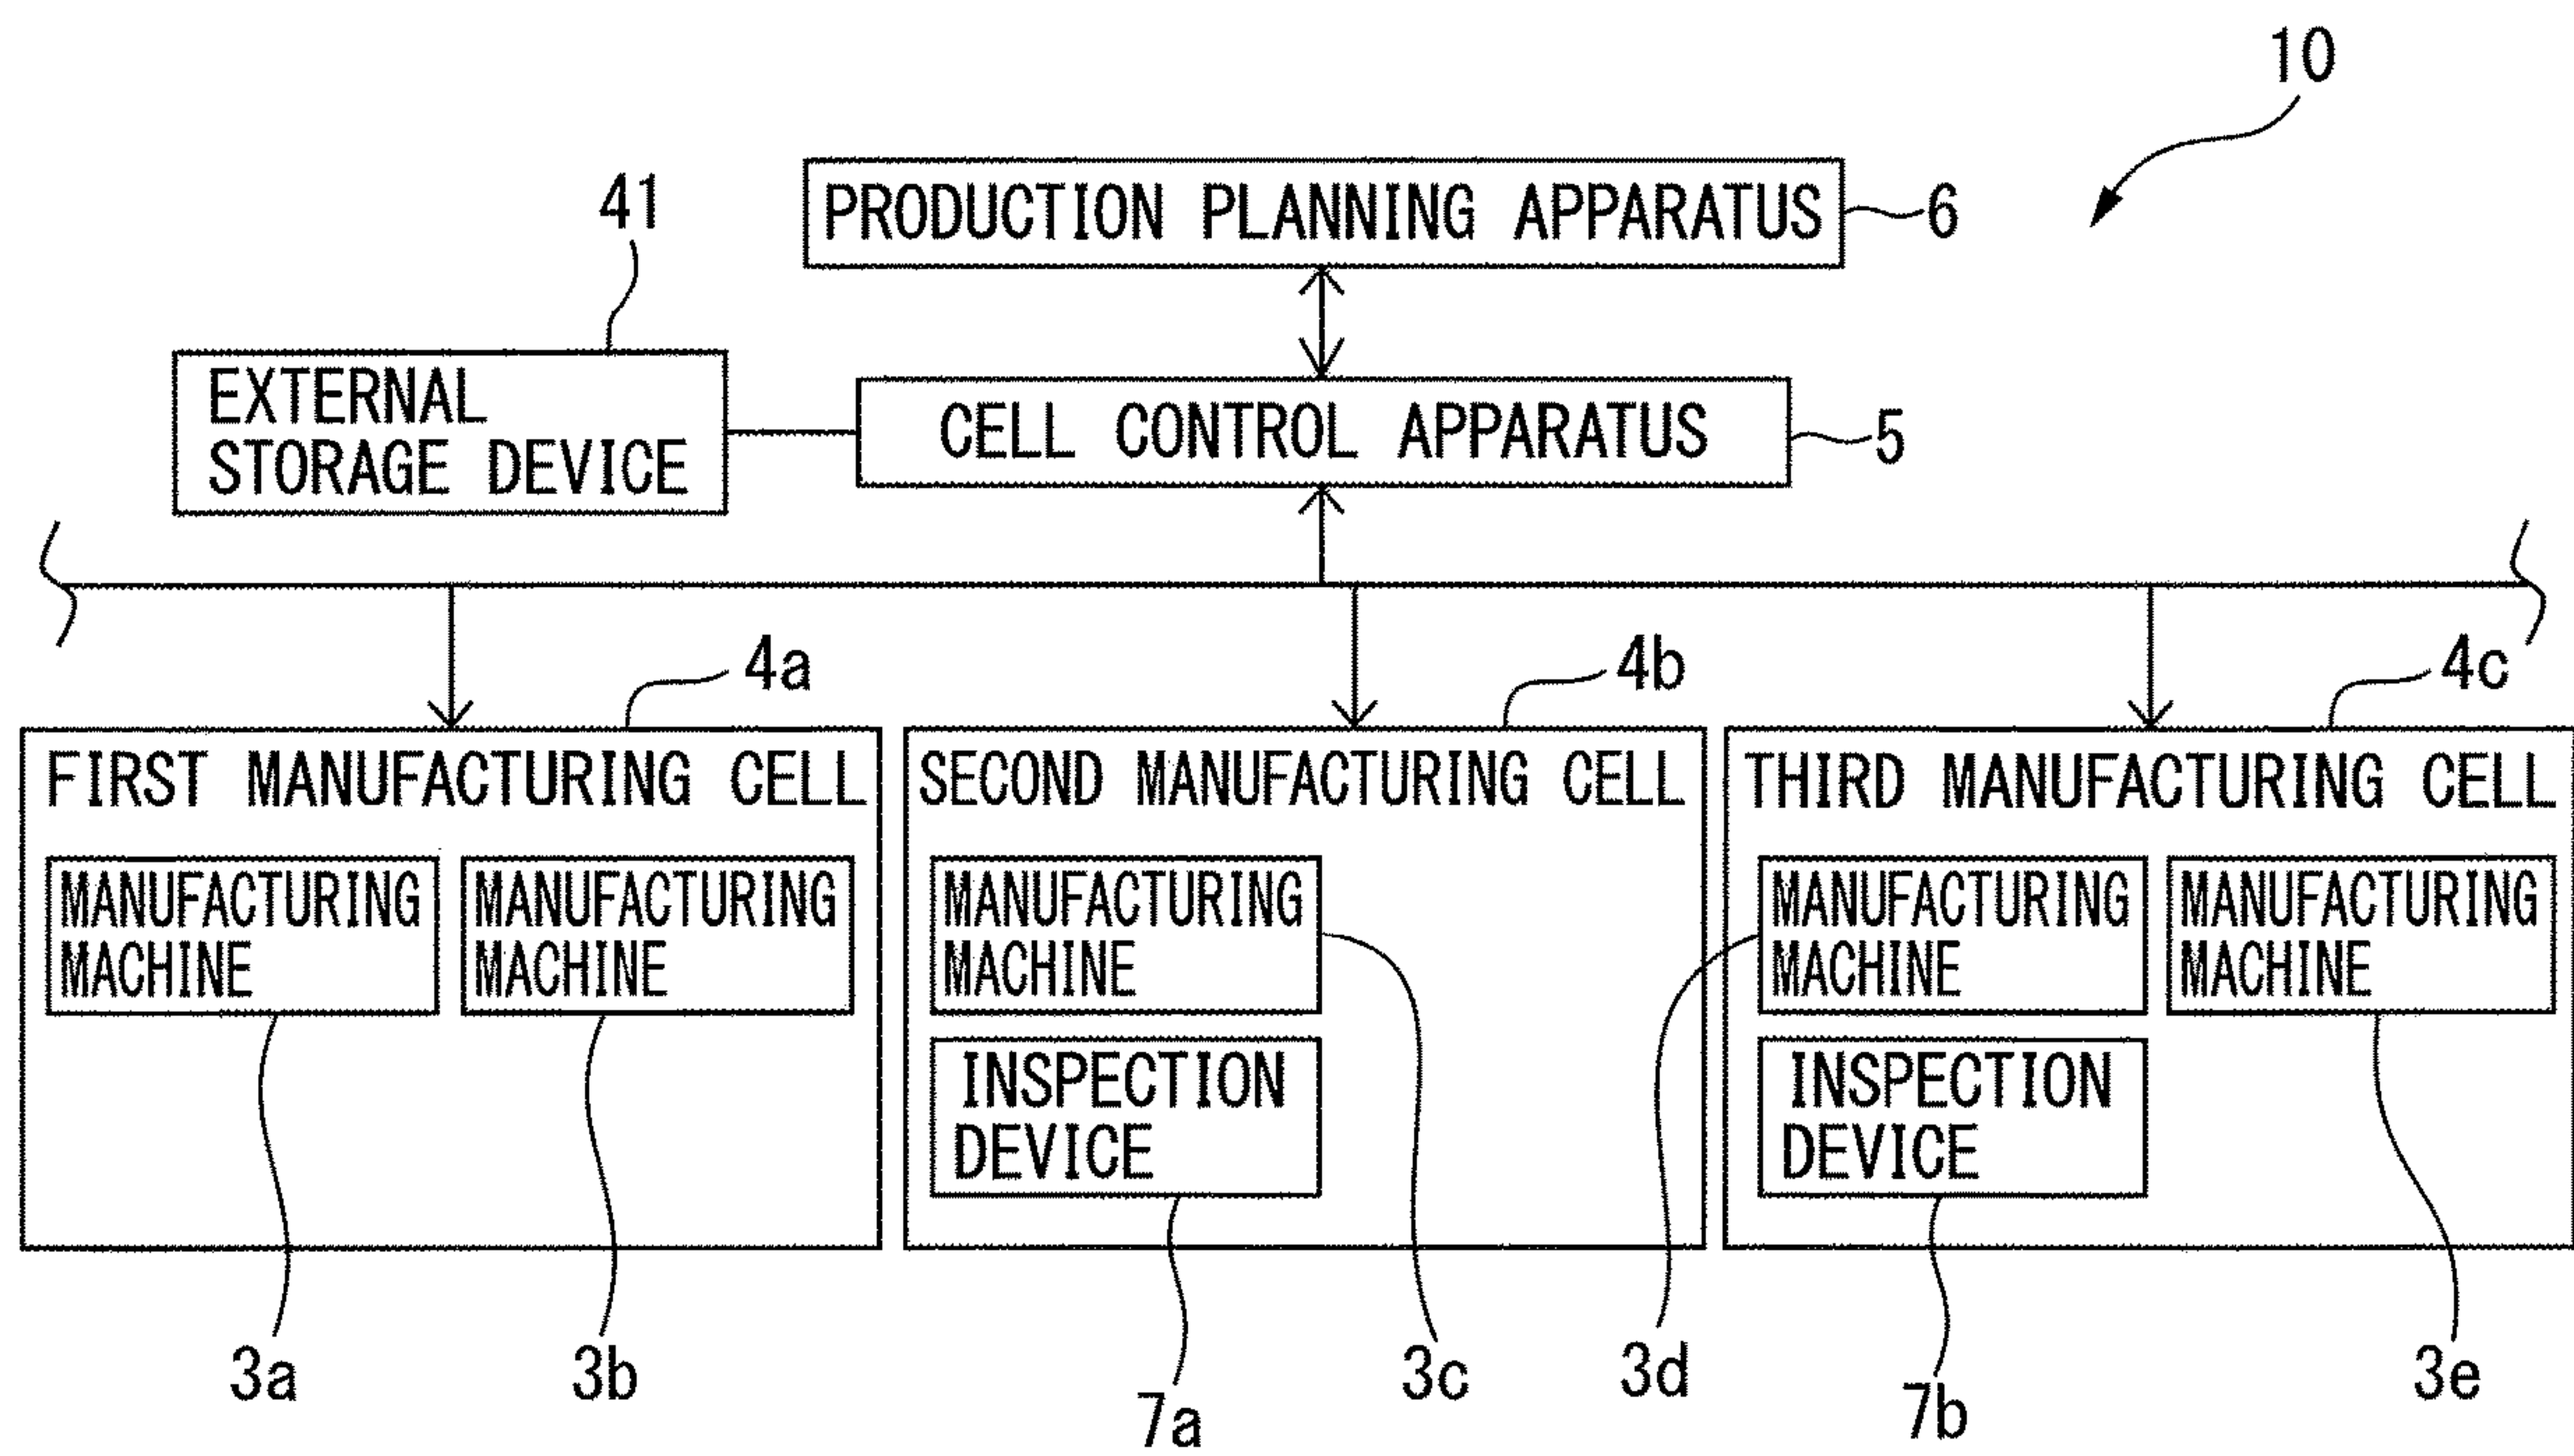 10
PRODUCTION PLANNING APPARATUS
6
41
EXTERNAL
STORAGE DEVICE
CELL CONTROL APPARATUS
5
4a
4b
4c
FIRST MANUFACTURING CELL
MANUFACTURING
MACHINE
MANUFACTURING
MACHINE
SECOND MANUFACTURING CELL
MANUFACTURING
MACHINE
INSPECTION
DEVICE
THIRD MANUFACTURING CELL
MANUFACTURING
MACHINE
MANUFACTURING
MACHINE
INSPECTION
DEVICE
3a
3b
7a
3c
3d
7b
3e